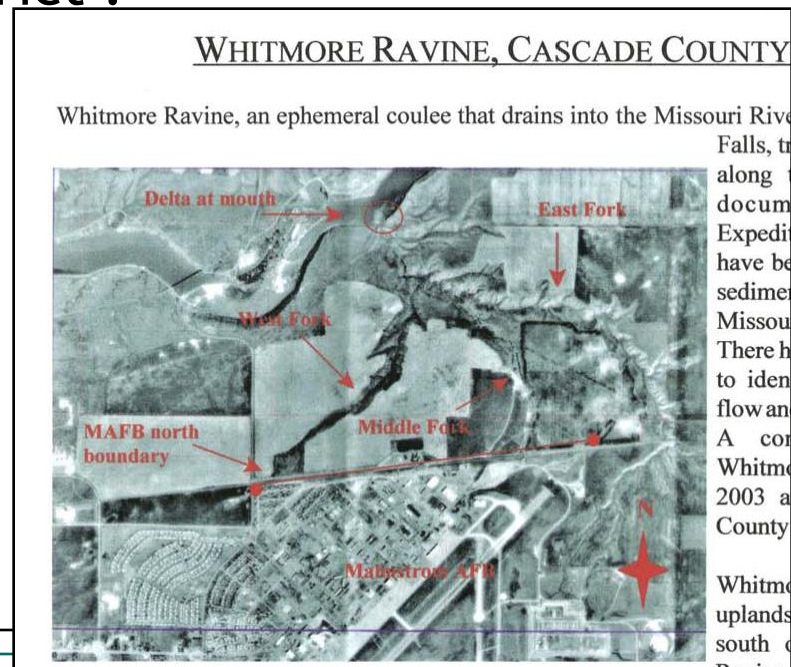 WHITMORE RAVINE, CASCADE COUNTY
Whitmore Ravine, an ephemeral coulee that drains into the Missouri Rive
Falls, tr
along t
docum
Expedit
have be
sedimer
Missou
There h
to iden
flow an
A cor
Whitmo
2003 a
County
Whitmo
uplands
south o
Delta at mouth
East Fork
West Fork
Middle Fork
MAFB north
boundary
Malmstrom AFB
N